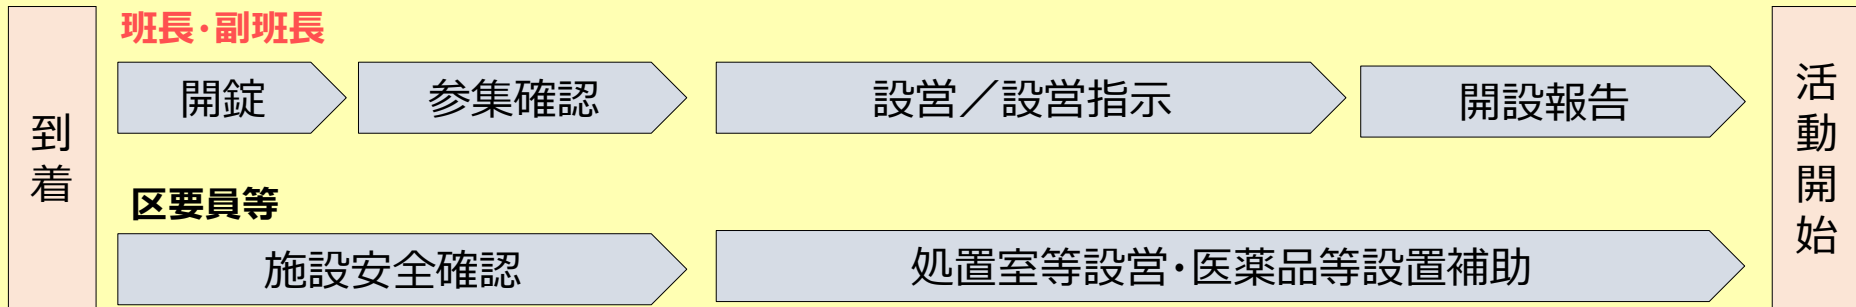 到着
班長・副班長
開錠
参集確認
設営／設営指示
開設報告
区要員等
施設安全確認
処置室等設営・医薬品等設置補助
活動開始